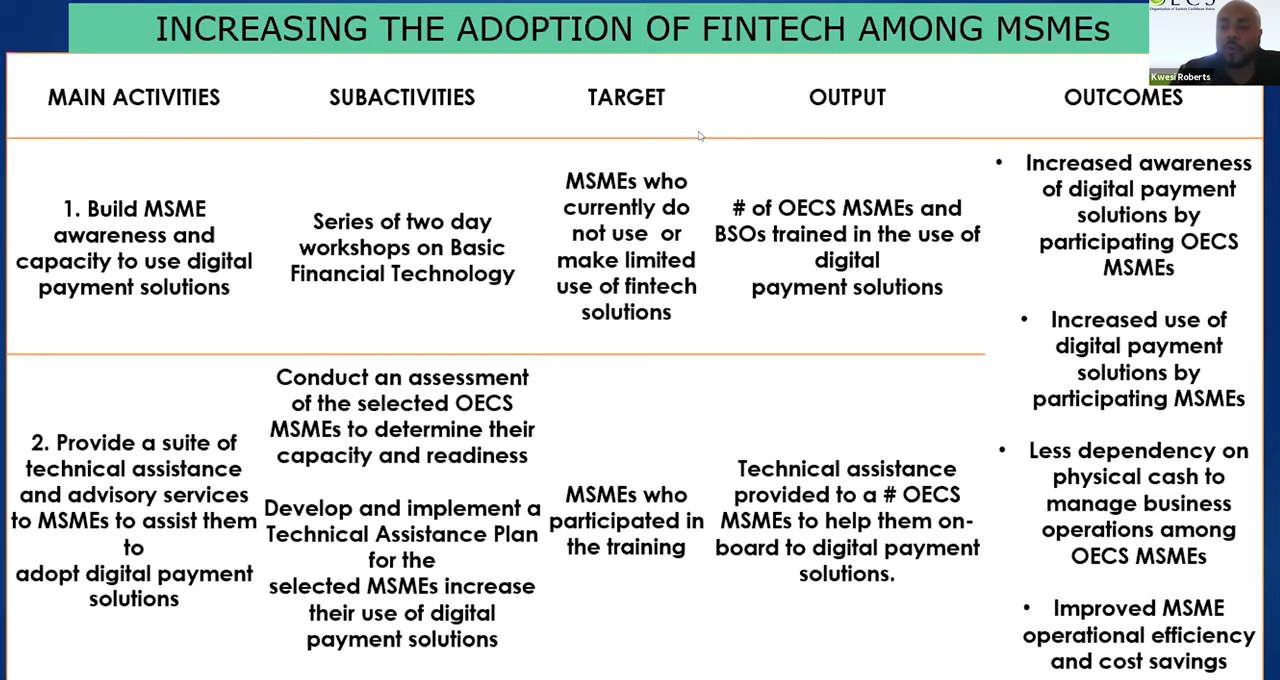 INCREASING THE ADOPTION OF FINTECH AMONG MSMEs
OECS
Organisation of Eastern Caribbean States
Kwesi Roberts
MAIN ACTIVITIES
SUBACTIVITIES
TARGET
OUTPUT
OUTCOMES
1. Build MSME
awareness and
capacity to use digital
payment solutions
Series of two day
workshops on Basic
Financial Technology
MSMEs who
currently do
not use or
make limited
use of fintech
solutions
# of OECS MSMEs and
BSOs trained in the use of
digital
payment solutions
• Increased awareness
of digital payment
solutions by
participating OECS
MSMEs
• Increased use of
digital payment
solutions by
participating MSMEs
• Less dependency on
physical cash to
manage business
operations among
OECS MSMEs
• Improved MSME
operational efficiency
and cost savings
2. Provide a suite of
technical assistance
and advisory services
to MSMEs to assist them
to
adopt digital payment
solutions
Conduct an assessment
of the selected OECS
MSMEs to determine their
capacity and readiness
Develop and implement a
Technical Assistance Plan
for the
selected MSMEs increase
their use of digital
payment solutions
MSMEs who
participated in
the training
Technical assistance
provided to a # OECS
MSMEs to help them on-
board to digital payment
solutions.